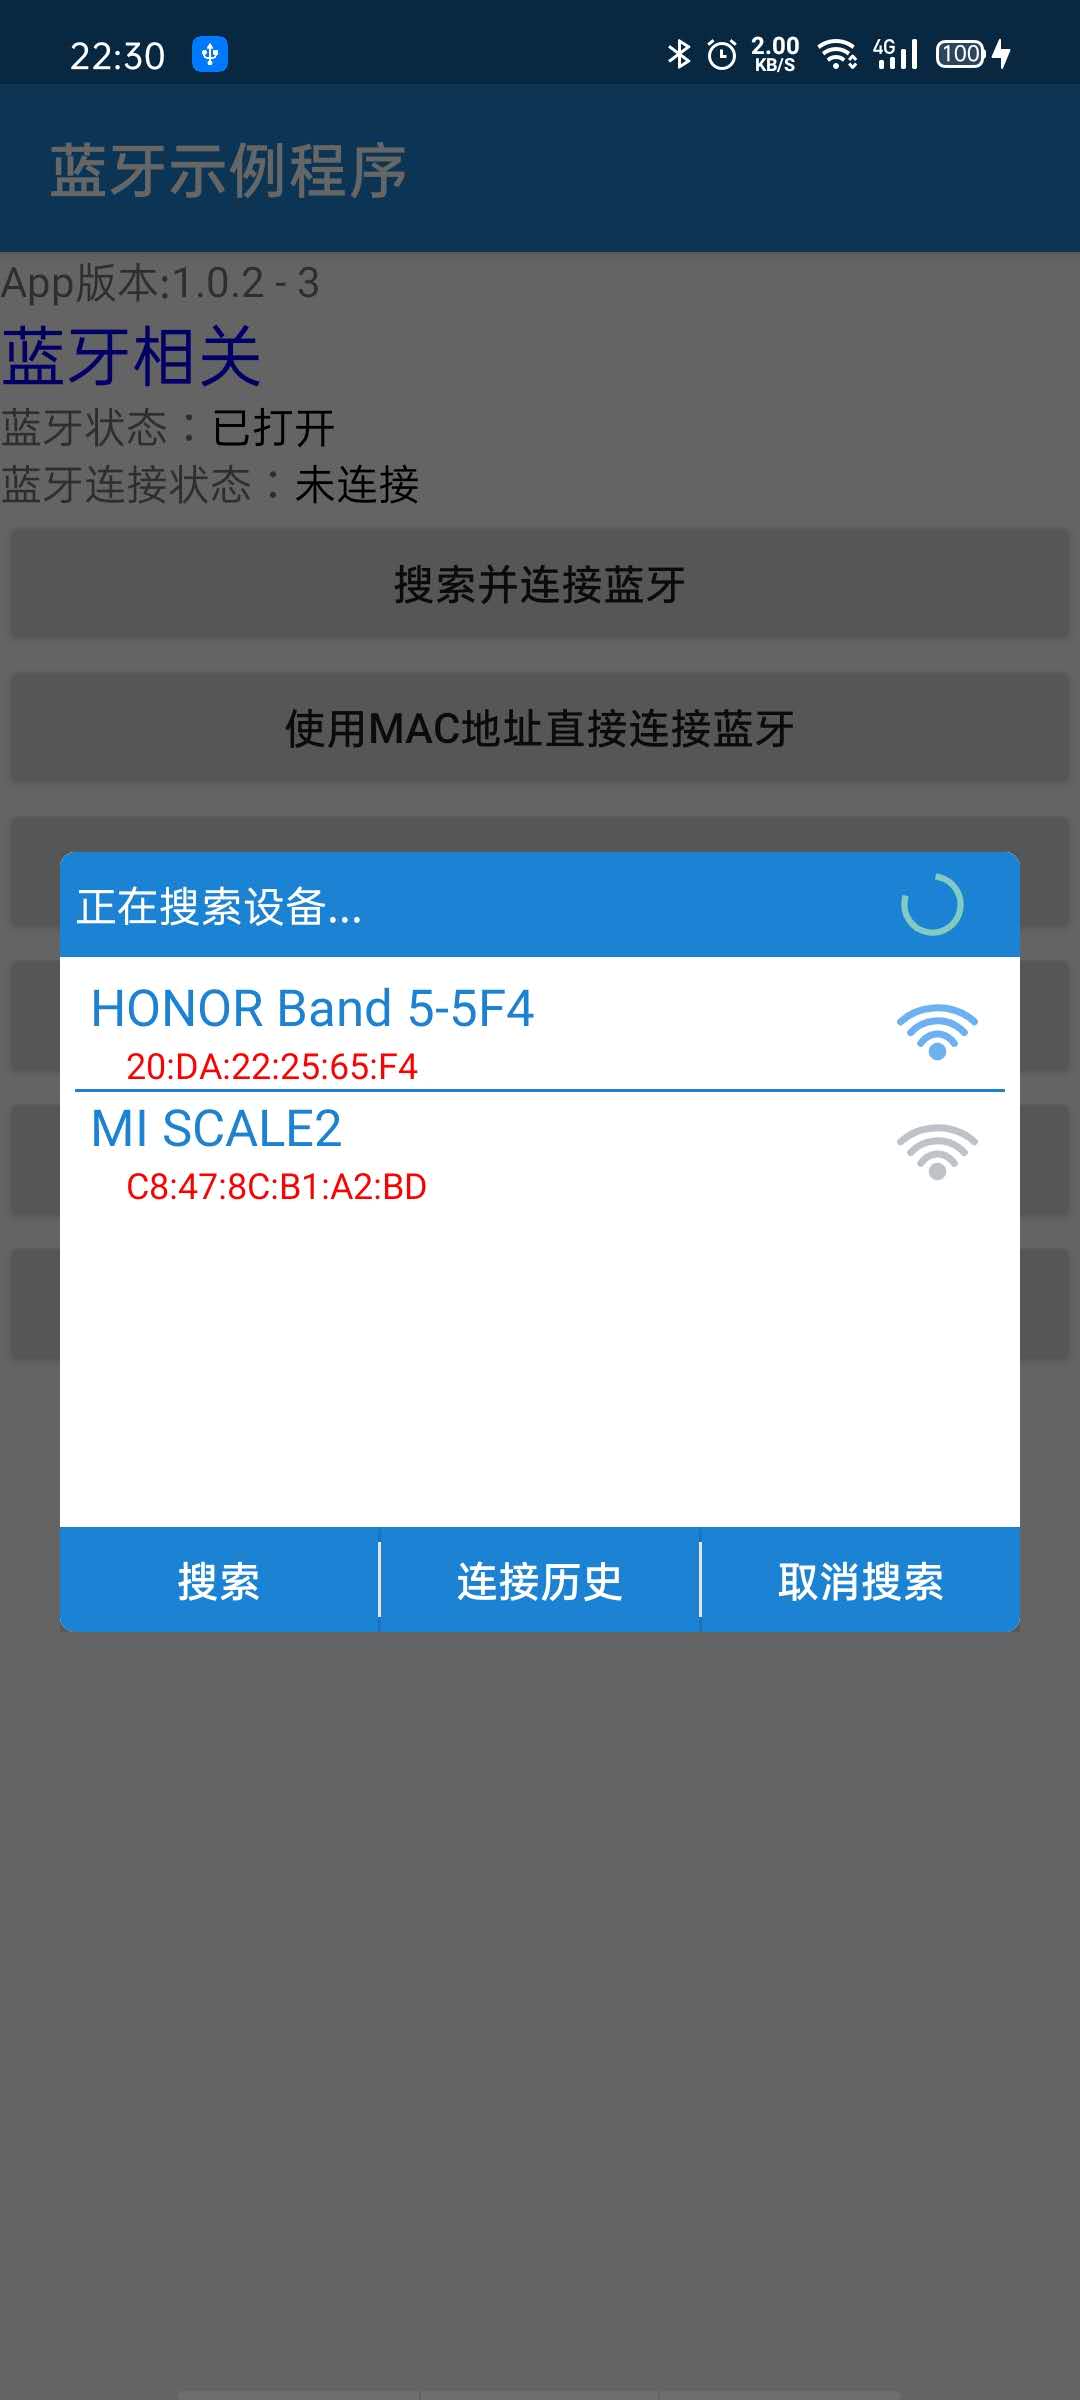 22:30
2.00
KB/S
4G
100
蓝牙示例程序
App版本:1.0.2 - 3
蓝牙相关
蓝牙状态：已打开
蓝牙连接状态：未连接
搜索并连接蓝牙
使用MAC地址直接连接蓝牙
正在搜索设备...
HONOR Band 5-5F4
20:DA:22:25:65:F4
MI SCALE2
C8:47:8C:B1:A2:BD
搜索
连接历史
取消搜索